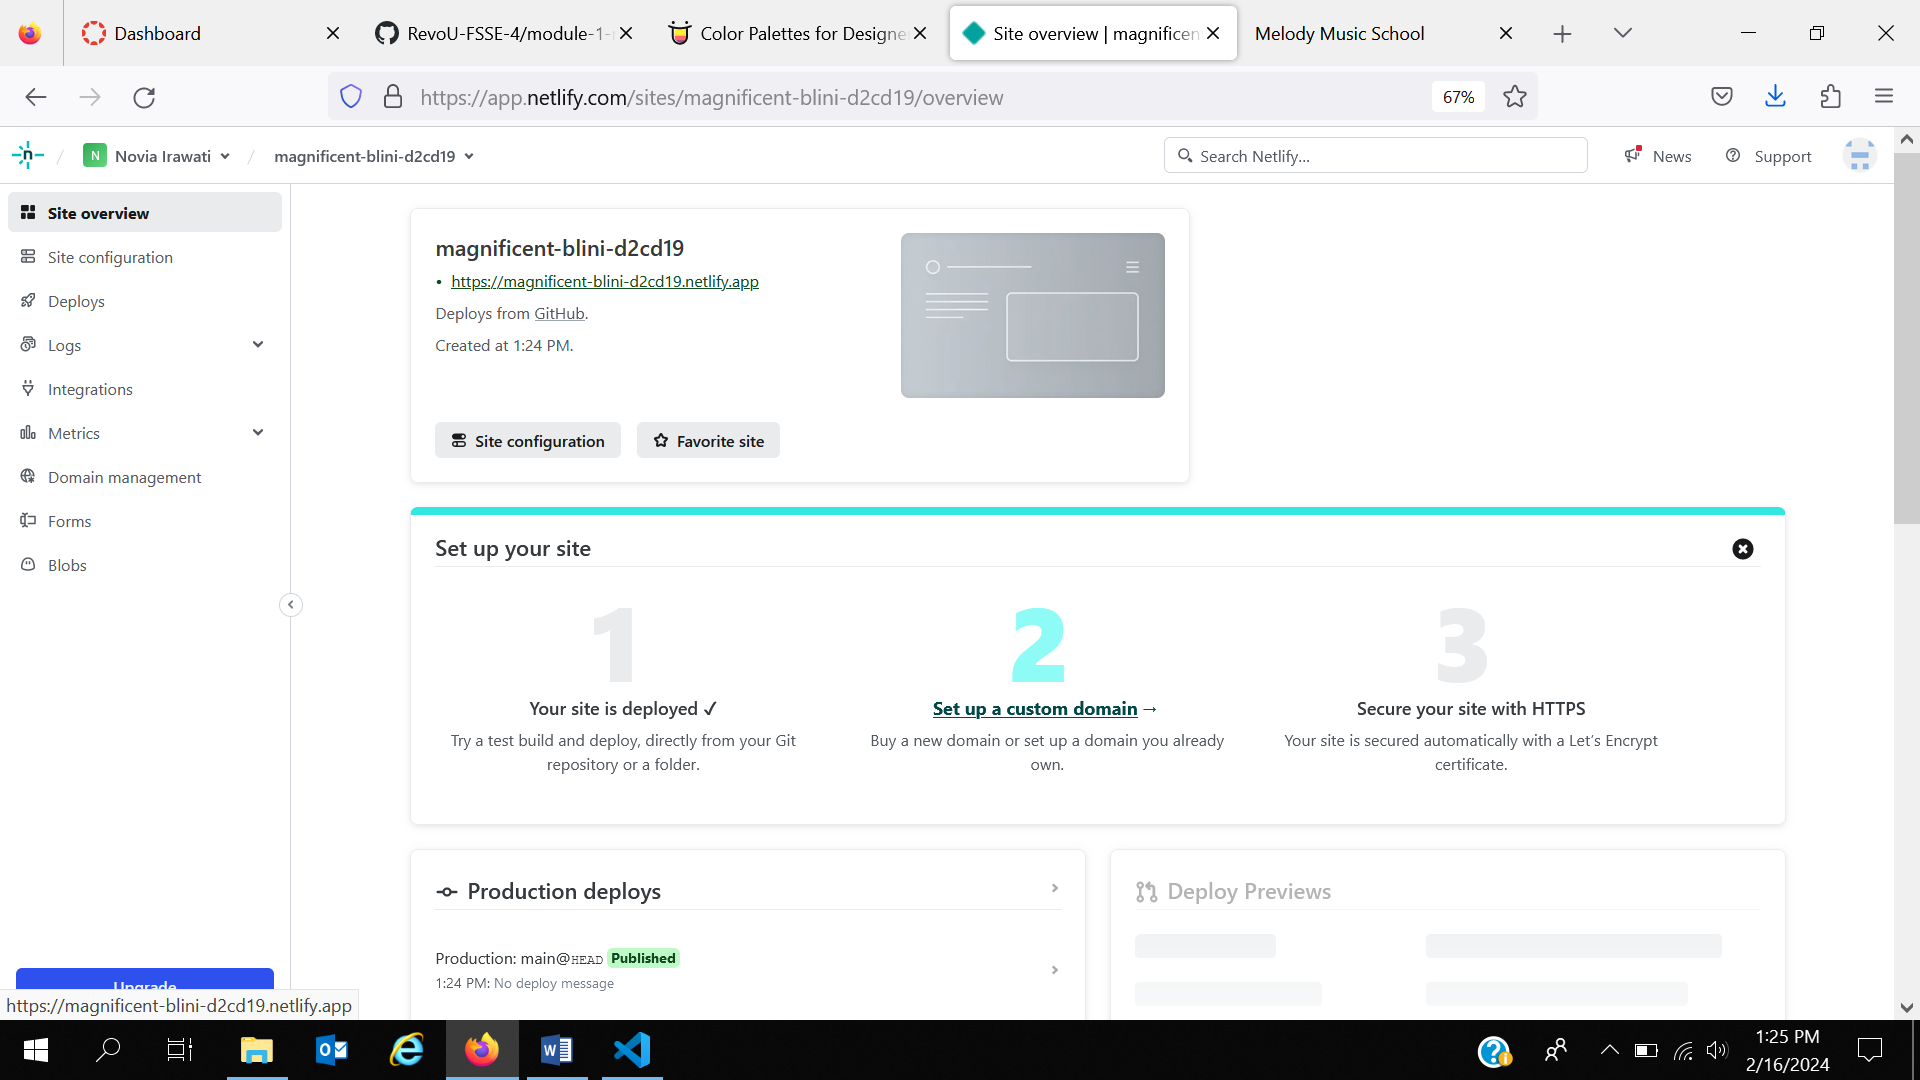 Dashboard
RevoU-FSSE-4/module-1-
Color Palettes for Designe
Site overview | magnificen
Melody Music School
https://app.netlify.com/sites/magnificent-blini-d2cd19/overview
67%
N Novia Irawati
magnificent-blini-d2cd19
Search Netlify...
News
Support
Site overview
Site configuration
Deploys
Logs
Integrations
Metrics
Domain management
Forms
Blobs
Upgrade
https://magnificent-blini-d2cd19.netlify.app
magnificent-blini-d2cd19
• https://magnificent-blini-d2cd19.netlify.app
Deploys from GitHub.
Created at 1:24 PM.
Site configuration
Favorite site
Set up your site
1
Your site is deployed ✓
Try a test build and deploy, directly from your Git
repository or a folder.
2
Set up a custom domain →
Buy a new domain or set up a domain you already
own.
3
Secure your site with HTTPS
Your site is secured automatically with a Let’s Encrypt
certificate.
Production deploys
Production: main@HEAD Published
1:24 PM: No deploy message
Deploy Previews
1:25 PM
2/16/2024